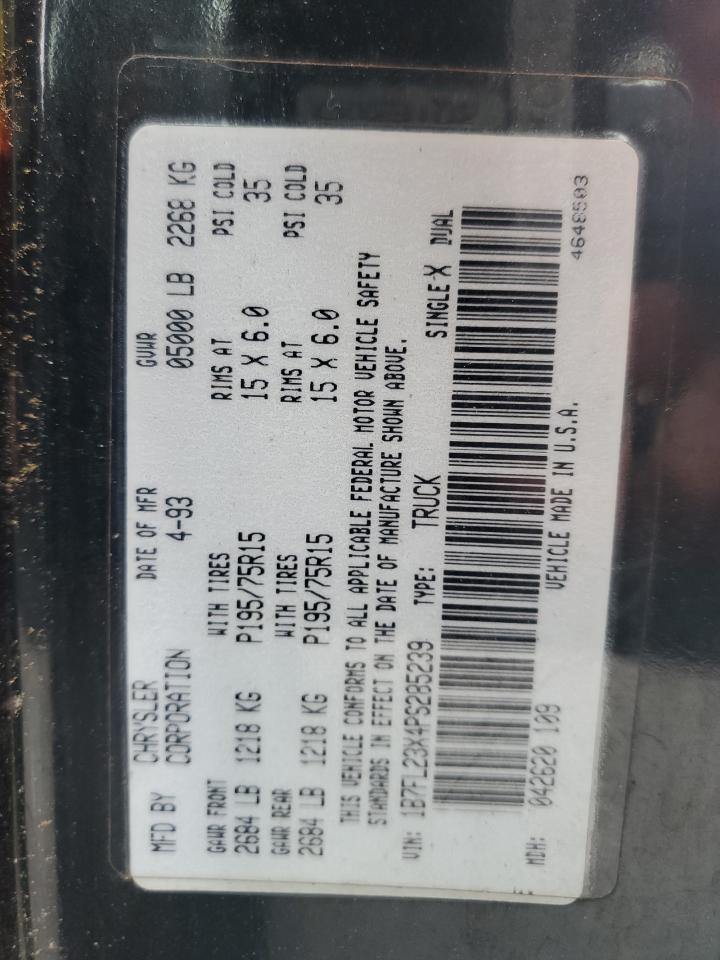 MFD BY CHRYSLER CORPORATION DATE OF MFR 4-93 GVWR 05000 LB 2268 KG
GAWR FRONT WITH TIRES RIMS AT PSI COLD
2684 LB 1218 KG P195/75R15 15 X 6.0 35
GAWR REAR WITH TIRES RIMS AT PSI COLD
2684 LB 1218 KG P195/75R15 15 X 6.0 35
THIS VEHICLE CONFORMS TO ALL APPLICABLE FEDERAL MOTOR VEHICLE SAFETY
STANDARDS IN EFFECT ON THE DATE OF MANUFACTURE SHOWN ABOVE.
VIN: 1B7FL23X4PS285239 TYPE: TRUCK SINGLE X DUAL
MDH: 042620 109 VEHICLE MADE IN U.S.A. 4648503